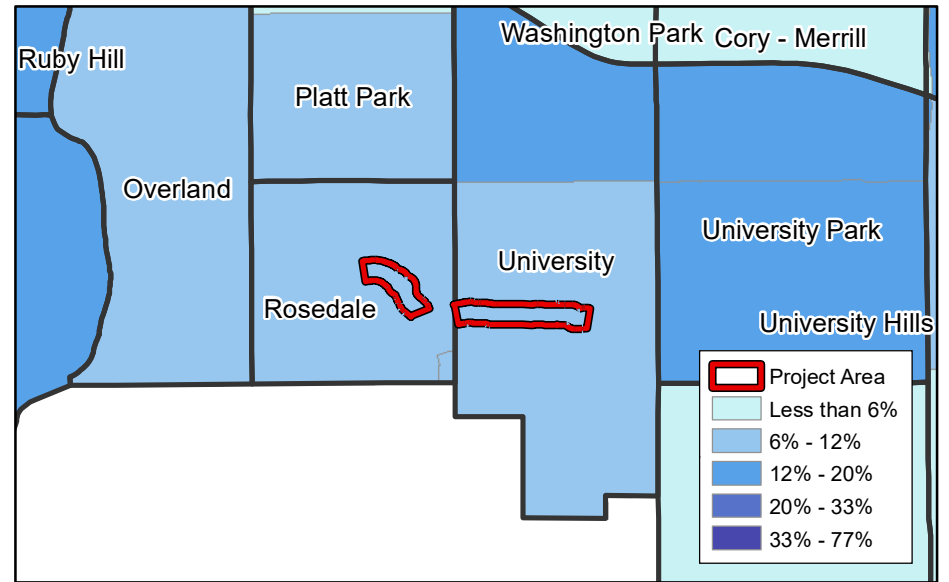 Washington Park
Cory - Merrill
Ruby Hill
Platt Park
Overland
University Park
University
Rosedale
University Hills
Project Area
Less than 6%
6% - 12%
12% - 20%
20% - 33%
33% - 77%